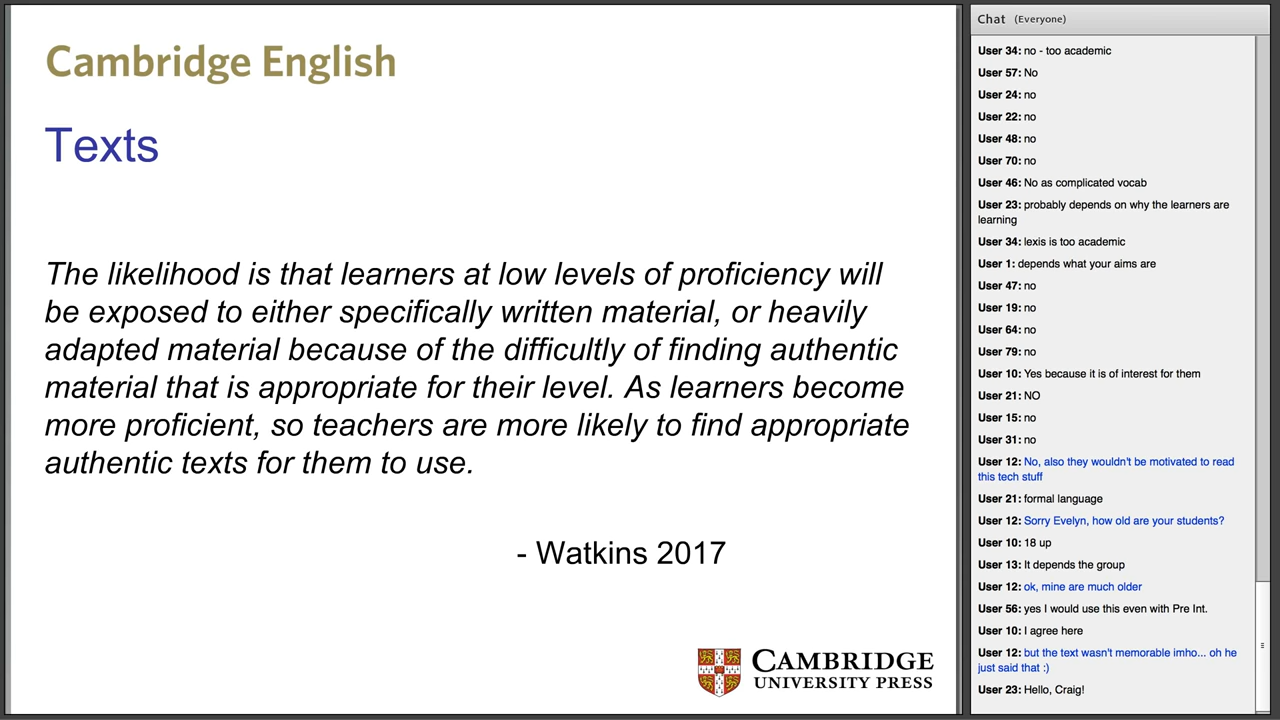 Cambridge English
Texts
The likelihood is that learners at low levels of proficiency will
be exposed to either specifically written material, or heavily
adapted material because of the difficultly of finding authentic
material that is appropriate for their level. As learners become
more proficient, so teachers are more likely to find appropriate
authentic texts for them to use.
- Watkins 2017
CAMBRIDGE
UNIVERSITY PRESS
Chat (Everyone)
User 34: no - too academic
User 57: No
User 24: no
User 22: no
User 48: no
User 70: no
User 46: No as complicated vocab
User 23: probably depends on why the learners are
learning
User 34: lexis is too academic
User 1: depends what your aims are
User 47: no
User 19: no
User 64: no
User 79: no
User 10: Yes because it is of interest for them
User 21: NO
User 15: no
User 31: no
User 12: No, also they wouldn't be motivated to read
this tech stuff
User 21: formal language
User 12: Sorry Evelyn, how old are your students?
User 10: 18 up
User 13: It depends the group
User 12: ok, mine are much older
User 56: yes I would use this even with Pre Int.
User 10: I agree here
User 12: but the text wasn't memorable imho... oh he
just said that :)
User 23: Hello, Craig!